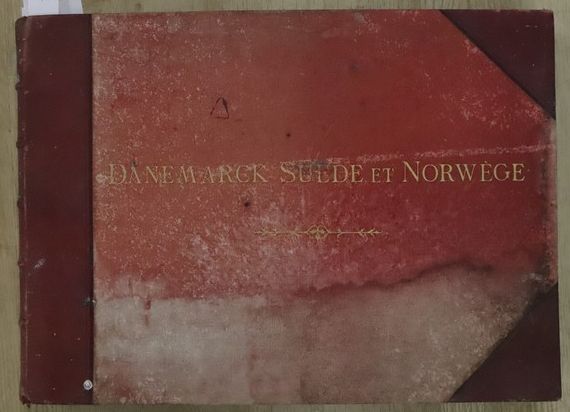 DANEMARCK SUEDE ET NORWÈGE